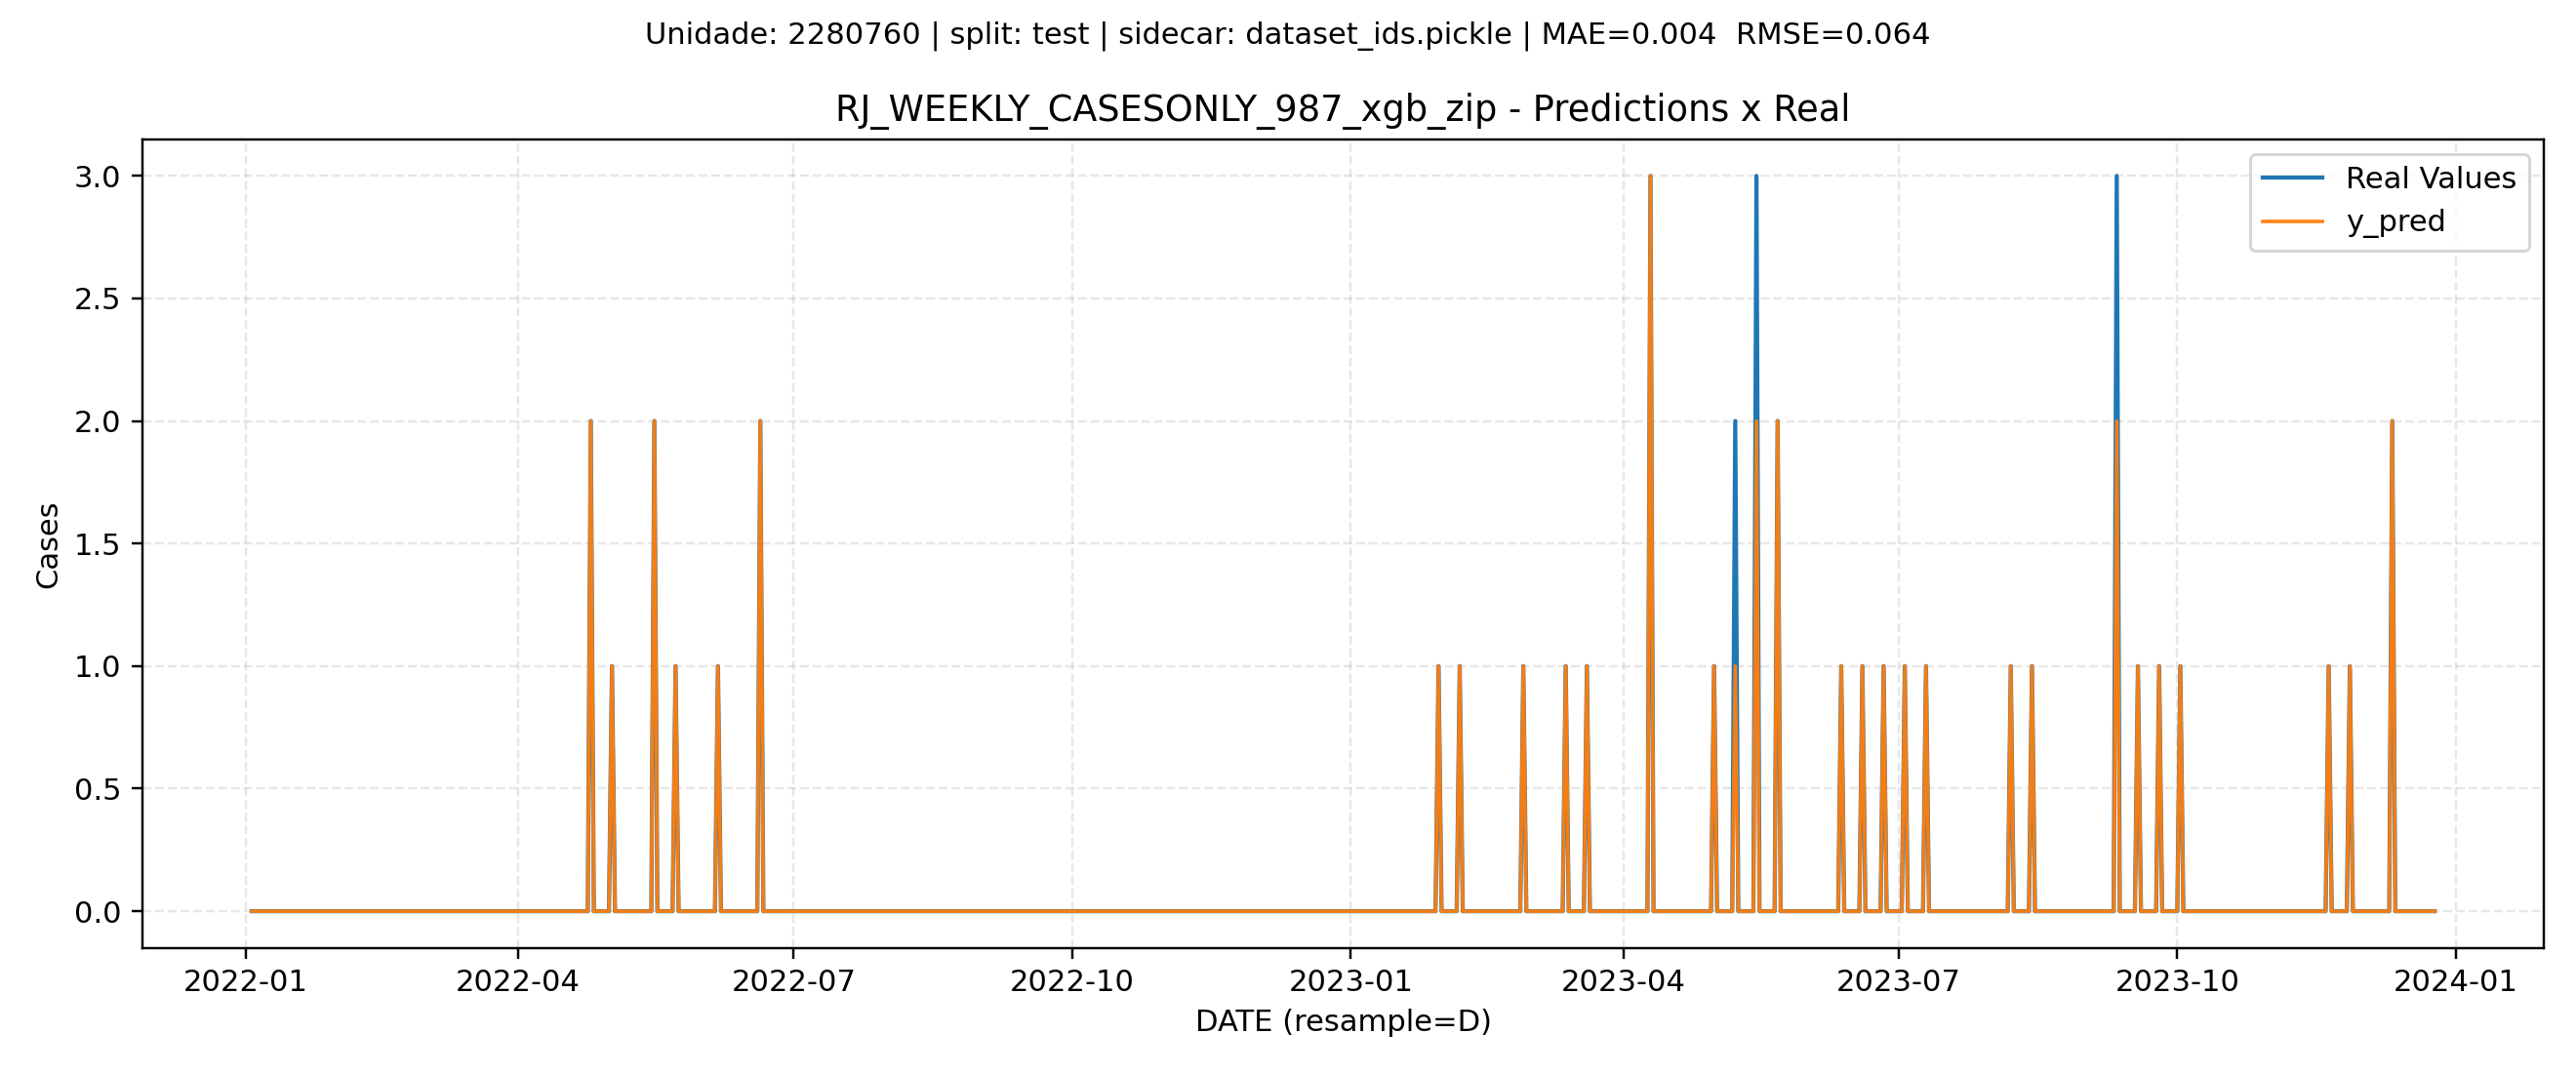 Unidade: 2280760 | split: test | sidecar: dataset_ids.pickle | MAE=0.004  RMSE=0.064
RJ_WEEKLY_CASESONLY_987_xgb_zip - Predictions x Real
Real Values
y_pred
Cases
3.0
2.5
2.0
1.5
1.0
0.5
0.0
2022-01 2022-04 2022-07 2022-10 2023-01 2023-04 2023-07 2023-10 2024-01
DATE (resample=D)